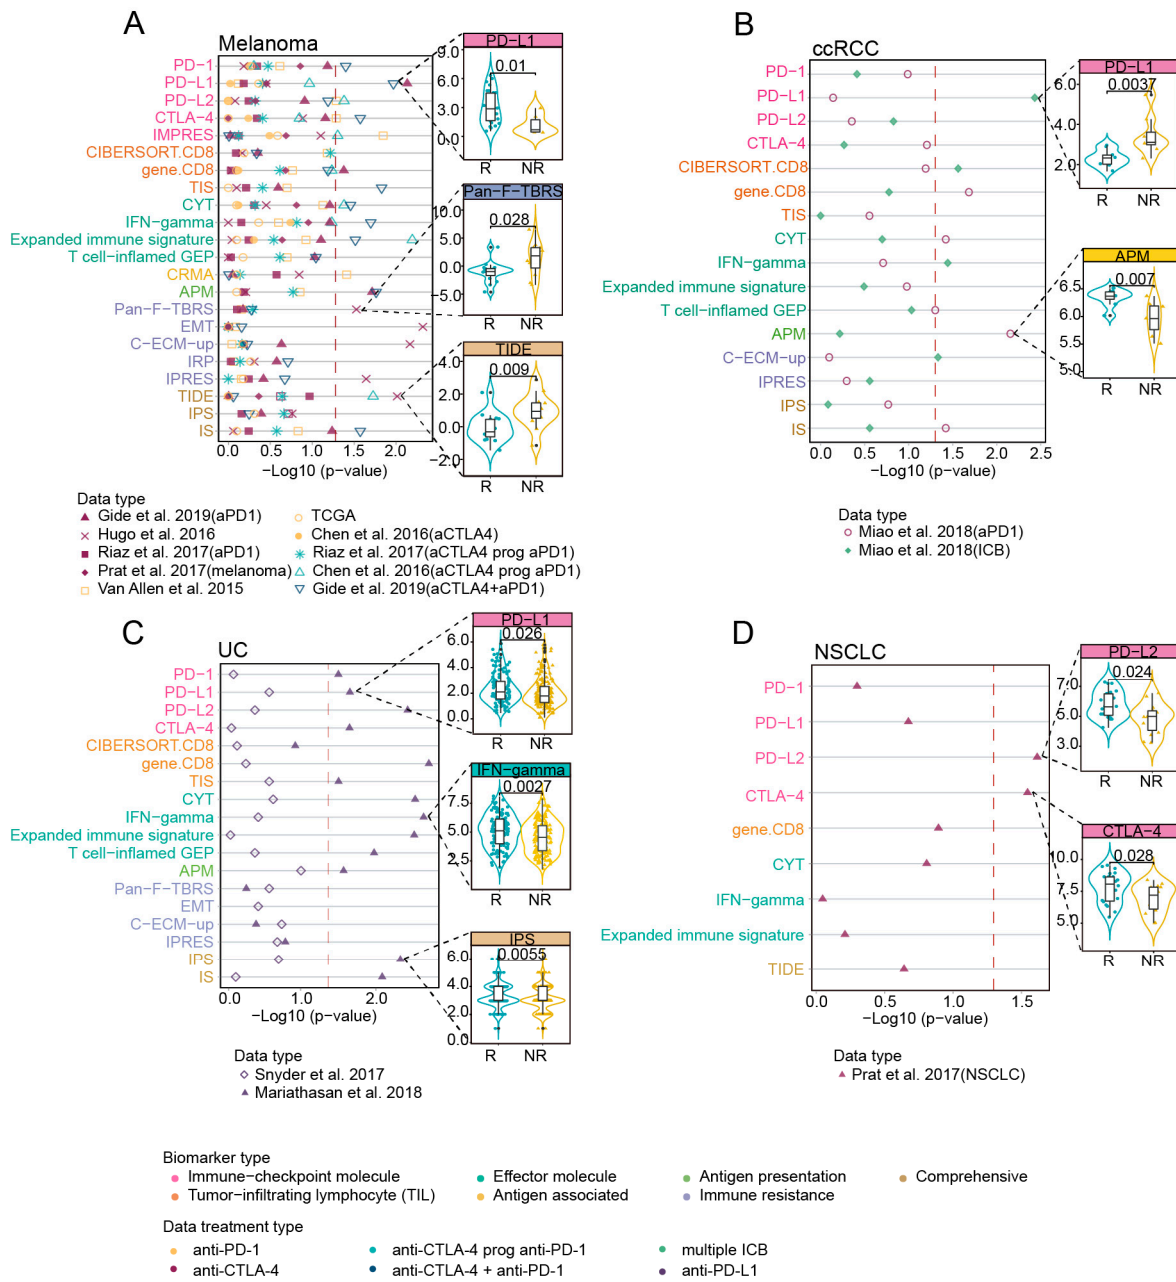 A
Melanoma
PD-1
PD-L1
PD-L2
CTLA-4
IMPRES
CIBERSORT.CD8
gene.CD8
TIS
CYT
IFN-gamma
Expanded immune signature
T cell-inflamed GEP
CRMA
APM
Pan-F-TBRS
EMT
C-ECM-up
IRP
IPRES
TIDE
IPS
IS
0.0 0.5 1.0 1.5 2.0
-Log10 (p-value)
PD-L1
9.0
6.0
3.0
0.0
0.01
R NR
Pan-F-TBRS
10.0
5.0
0.0
-5.0
0.028
R NR
TIDE
4.0
2.0
0.0
-2.0
0.009
R NR
Data type
Gide et al. 2019(aPD1)
Hugo et al. 2016
Riaz et al. 2017(aPD1)
Prat et al. 2017(melanoma)
Van Allen et al. 2015
TCGA
Chen et al. 2016(aCTLA4)
Riaz et al. 2017(aCTLA4 prog aPD1)
Chen et al. 2016(aCTLA4 prog aPD1)
Gide et al. 2019(aCTLA4+aPD1)
B
ccRCC
PD-1
PD-L1
PD-L2
CTLA-4
CIBERSORT.CD8
gene.CD8
TIS
CYT
IFN-gamma
Expanded immune signature
T cell-inflamed GEP
APM
C-ECM-up
IPRES
IPS
IS
0.0 0.5 1.0 1.5 2.0 2.5
-Log10 (p-value)
PD-L1
6.0
4.0
2.0
0.0037
R NR
APM
6.5
6.0
5.5
5.0
0.007
R NR
Data type
Miao et al. 2018(aPD1)
Miao et al. 2018(ICB)
C
UC
PD-1
PD-L1
PD-L2
CTLA-4
CIBERSORT.CD8
gene.CD8
TIS
CYT
IFN-gamma
Expanded immune signature
T cell-inflamed GEP
APM
Pan-F-TBRS
EMT
C-ECM-up
IPRES
IPS
IS
0.0 1.0 2.0
-Log10 (p-value)
PD-L1
6.0
4.0
2.0
0.0
0.026
R NR
IFN-gamma
7.5
5.0
2.5
0.0027
R NR
IPS
6.0
4.0
2.0
0.0
0.0055
R NR
Data type
Snyder et al. 2017
Mariathasan et al. 2018
D
NSCLC
PD-1
PD-L1
PD-L2
CTLA-4
gene.CD8
CYT
IFN-gamma
Expanded immune signature
TIDE
0.0 0.5 1.0 1.5
-Log10 (p-value)
PD-L2
7.0
5.0
3.0
0.024
R NR
CTLA-4
10.0
7.5
5.0
0.028
R NR
Data type
Prat et al. 2017(NSCLC)
Biomarker type
Immune-checkpoint molecule
Effector molecule
Antigen presentation
Comprehensive
Tumor-infiltrating lymphocyte (TIL)
Antigen associated
Immune resistance
Data treatment type
anti-PD-1
anti-CTLA-4 prog anti-PD-1
multiple ICB
anti-CTLA-4
anti-CTLA-4 + anti-PD-1
anti-PD-L1